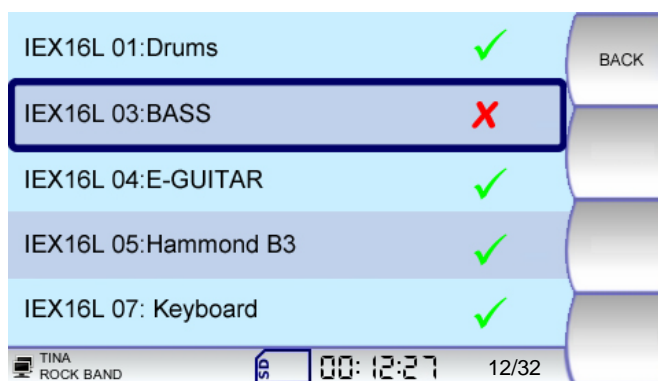 IEX16L 01:Drums
BACK
IEX16L 03:BASS
IEX16L 04:E-GUITAR
IEX16L 05:Hammond B3
IEX16L 07: Keyboard
TINA
ROCK BAND
SD
00:12:27
12/32